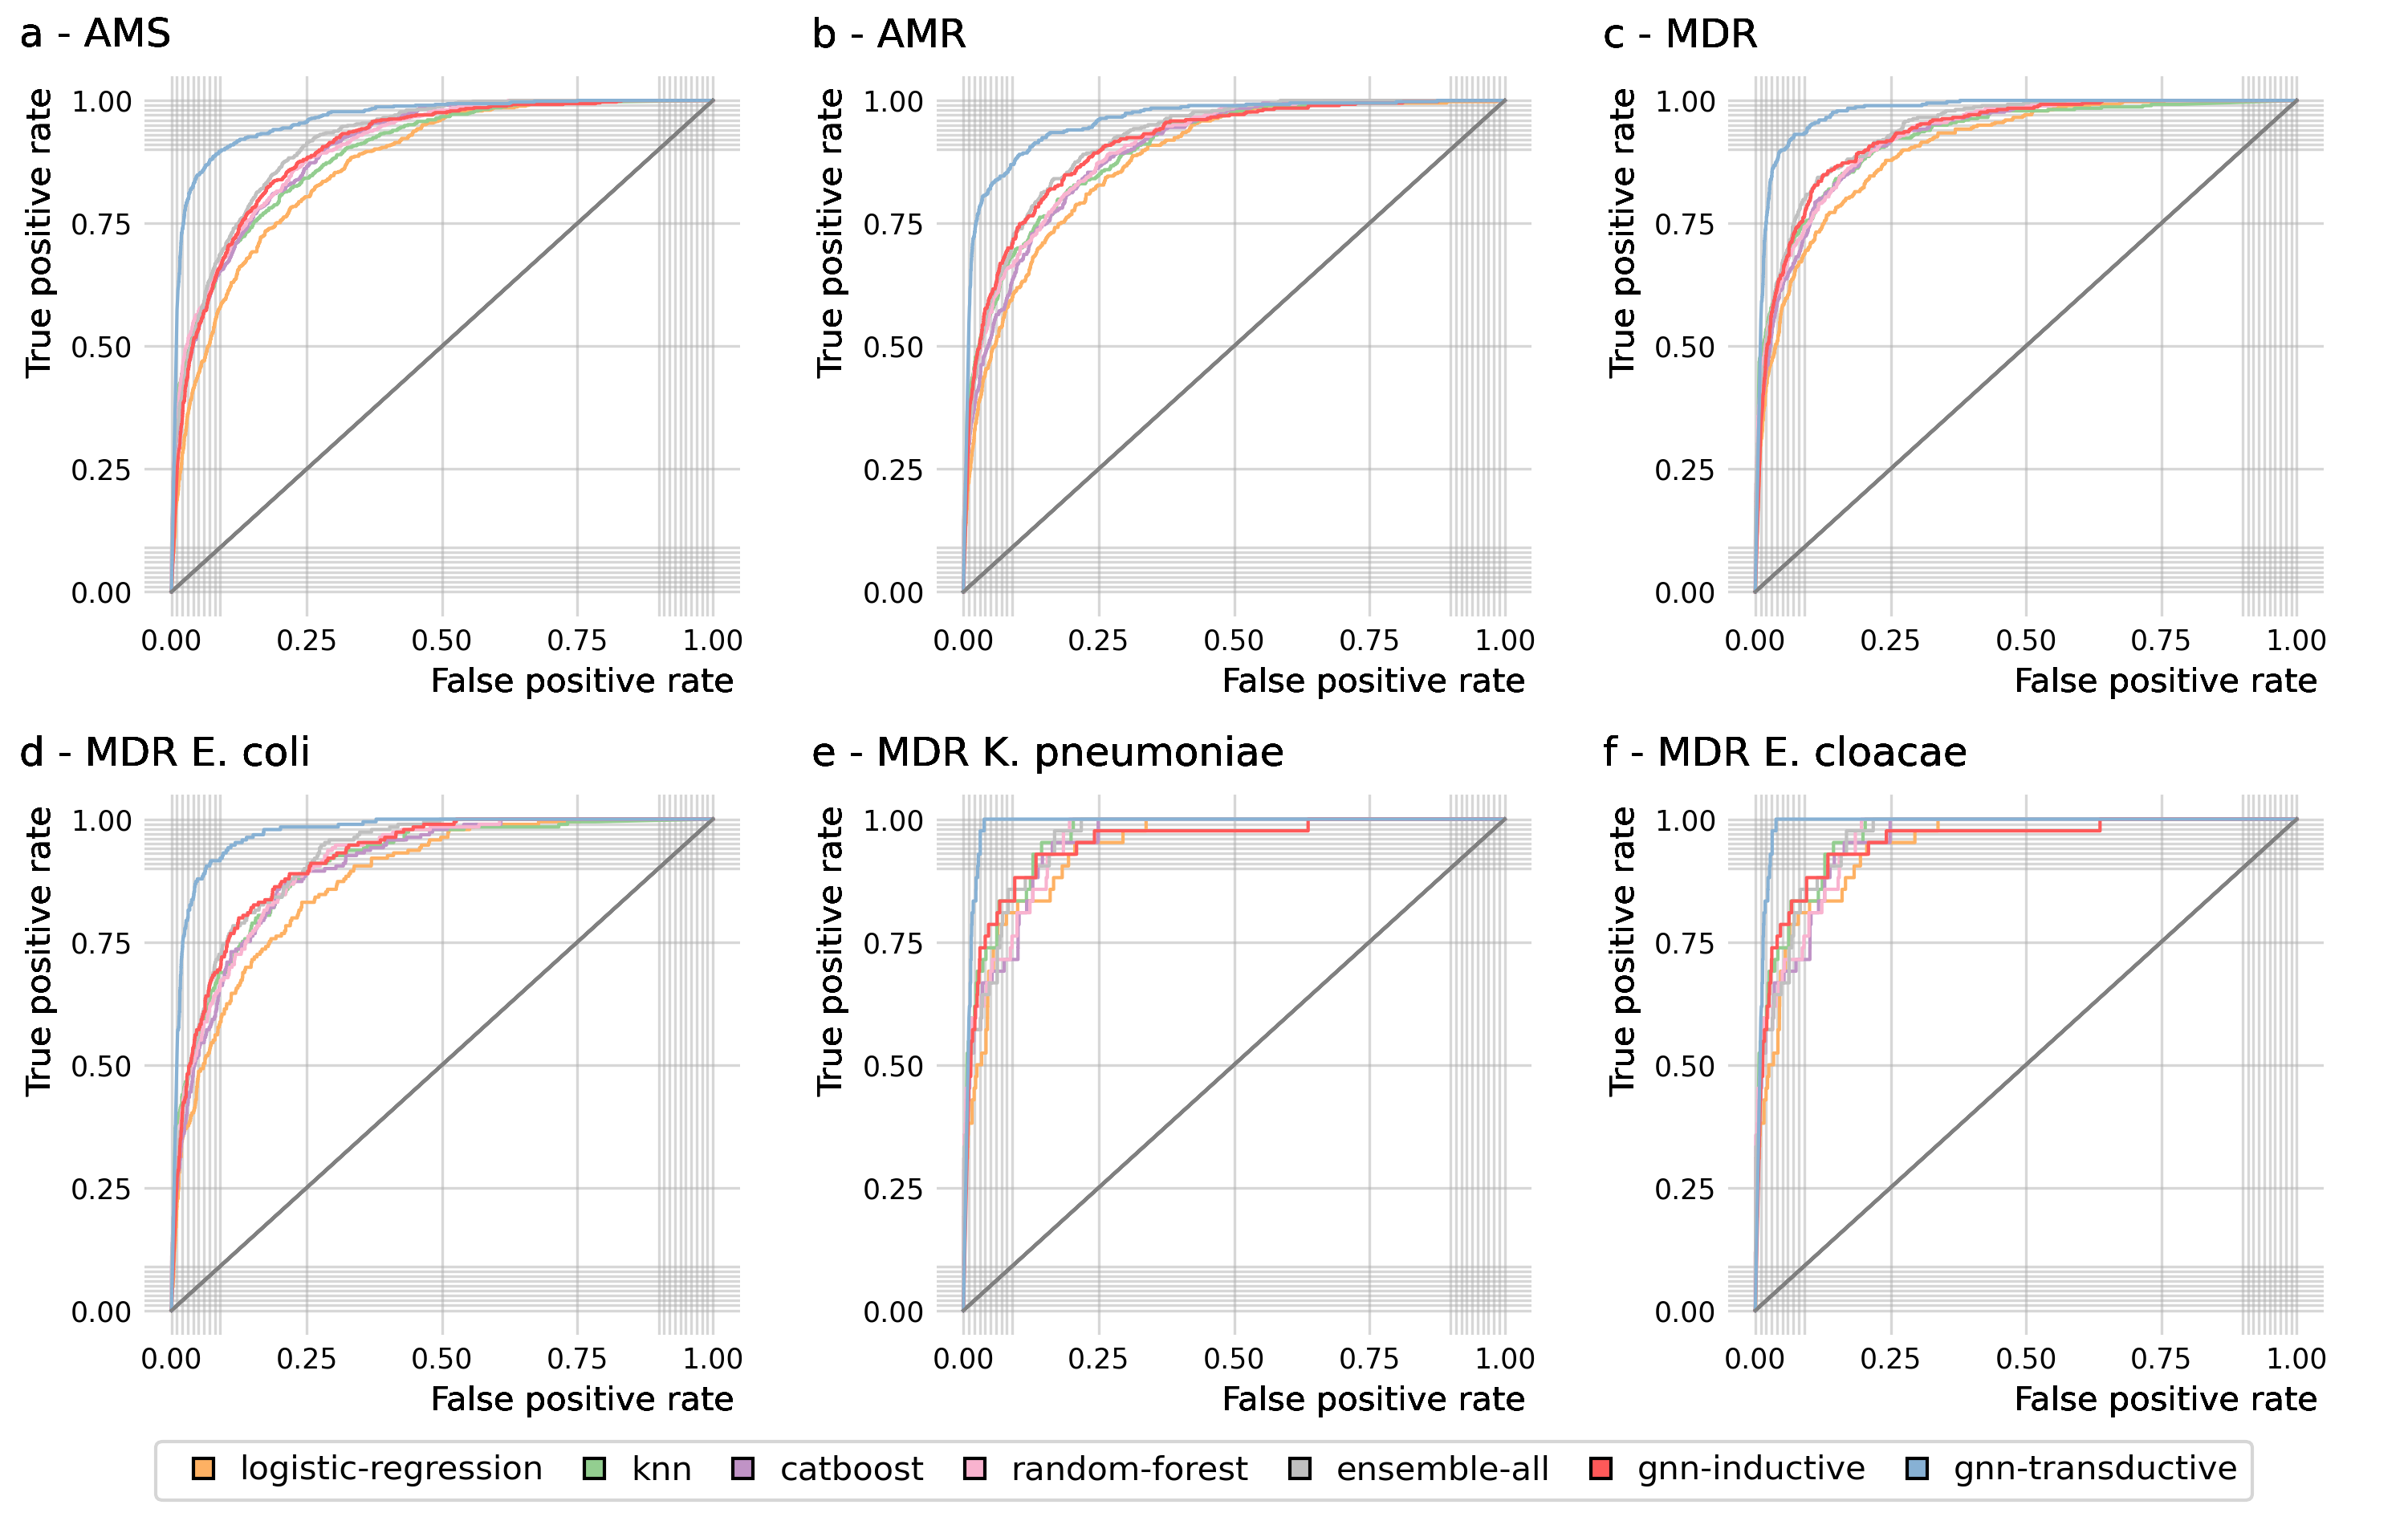 a - AMS
b - AMR
c - MDR
True positive rate
1.00
0.75
0.50
0.25
0.00
0.00 0.25 0.50 0.75 1.00
False positive rate
True positive rate
1.00
0.75
0.50
0.25
0.00
0.00 0.25 0.50 0.75 1.00
False positive rate
True positive rate
1.00
0.75
0.50
0.25
0.00
0.00 0.25 0.50 0.75 1.00
False positive rate
d - MDR E. coli
e - MDR K. pneumoniae
f - MDR E. cloacae
True positive rate
1.00
0.75
0.50
0.25
0.00
0.00 0.25 0.50 0.75 1.00
False positive rate
True positive rate
1.00
0.75
0.50
0.25
0.00
0.00 0.25 0.50 0.75 1.00
False positive rate
True positive rate
1.00
0.75
0.50
0.25
0.00
0.00 0.25 0.50 0.75 1.00
False positive rate
logistic-regression knn catboost random-forest ensemble-all gnn-inductive gnn-transductive